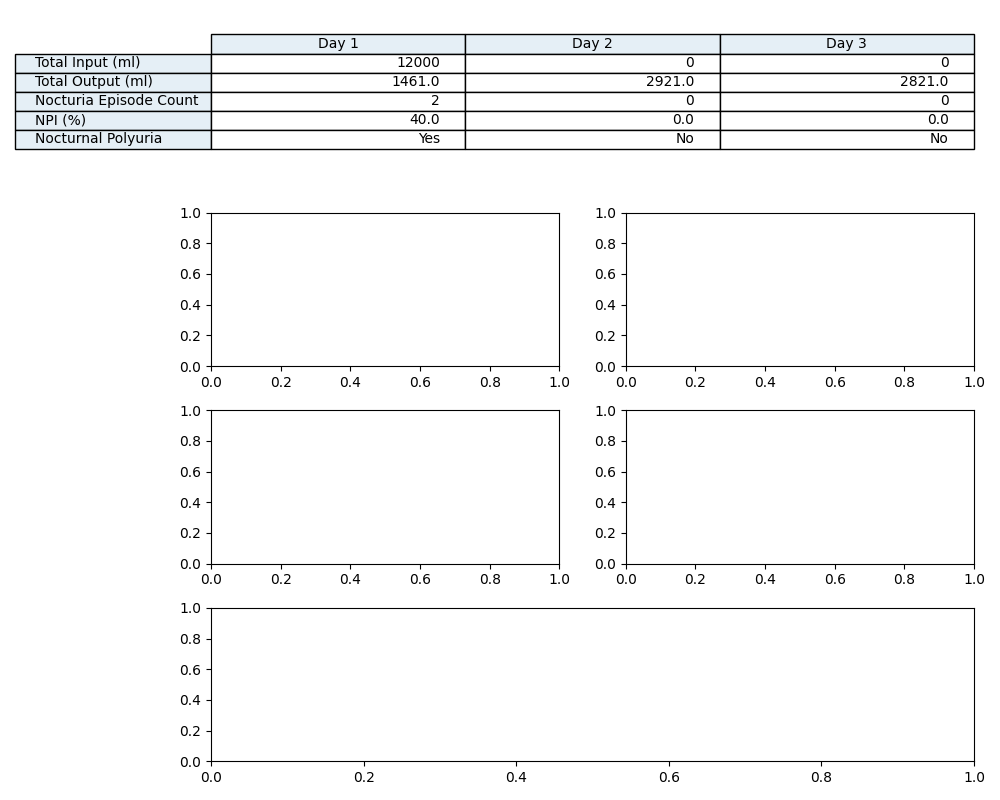 Day 1 Day 2 Day 3
Total Input (ml) 12000 0 0
Total Output (ml) 1461.0 2921.0 2821.0
Nocturia Episode Count 2 0 0
NPI (%) 40.0 0.0 0.0
Nocturnal Polyuria Yes No No
1.0 1.0
0.8 0.8
0.6 0.6
0.4 0.4
0.2 0.2
0.0 0.0
0.0 0.2 0.4 0.6 0.8 1.0 0.0 0.2 0.4 0.6 0.8 1.0
1.0 1.0
0.8 0.8
0.6 0.6
0.4 0.4
0.2 0.2
0.0 0.0
0.0 0.2 0.4 0.6 0.8 1.0 0.0 0.2 0.4 0.6 0.8 1.0
1.0
0.8
0.6
0.4
0.2
0.0
0.0 0.2 0.4 0.6 0.8 1.0